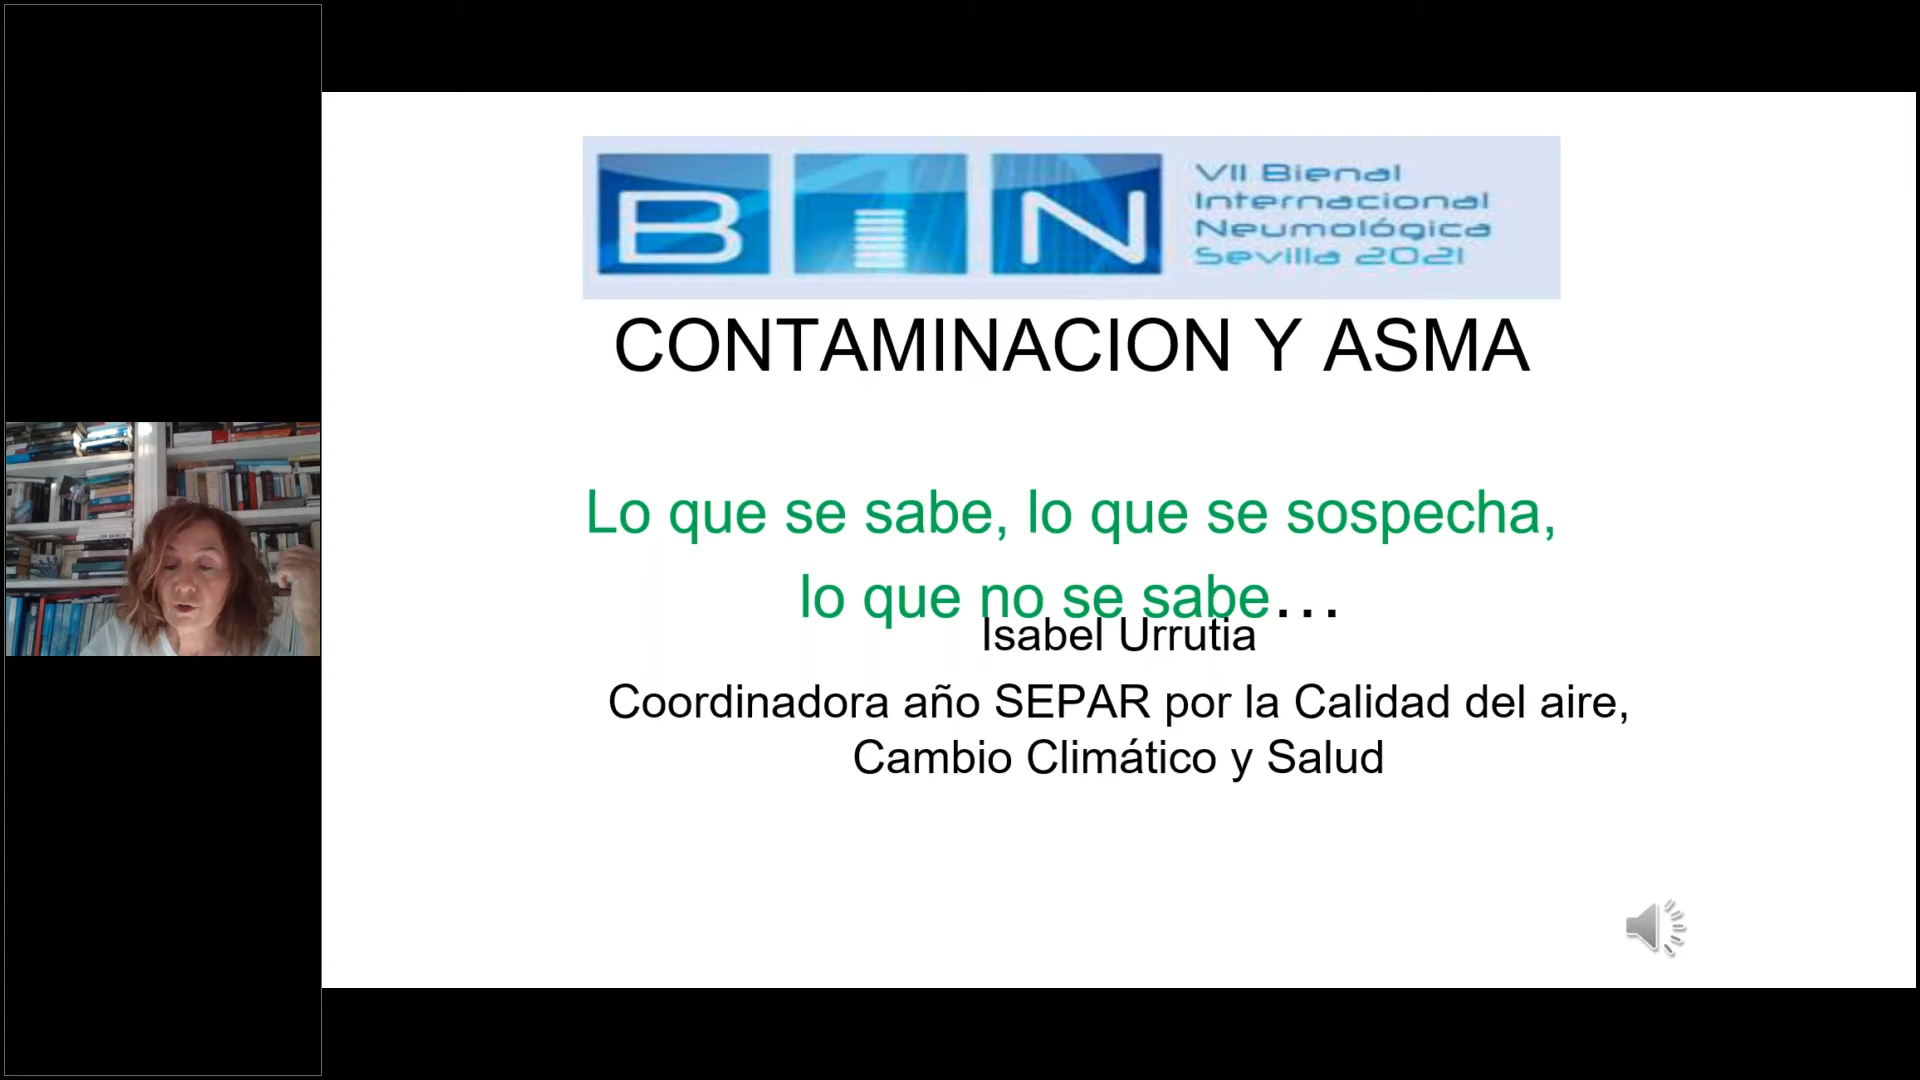 BIN
VII Bienal
Internacional
Neumológica
Sevilla 2021
CONTAMINACION Y ASMA
Lo que se sabe, lo que se sospecha,
lo que no se sabe...
Isabel Urrutia
Coordinadora año SEPAR por la Calidad del aire,
Cambio Climático y Salud